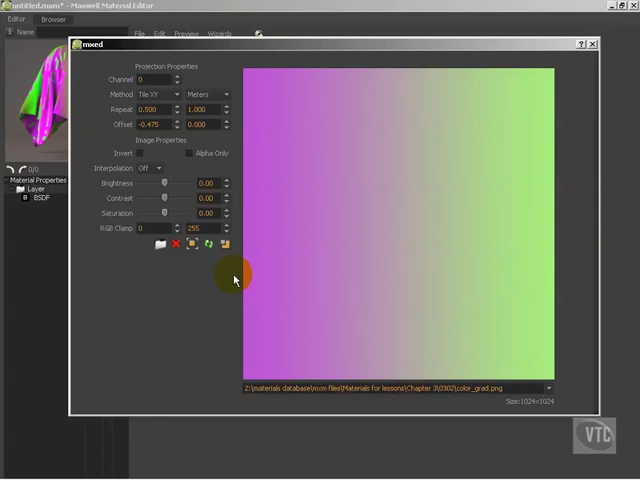 untitled.mxm* - Maxwell Material Editor
Editor Browser
Name File Edit Preview Wizards
mxed
Projection Properties
Channel 0
Method Tile XY Meters
Repeat 0.500 1.000
Offset -0.475 0.000
Image Properties
Invert Alpha Only
Interpolation Off
Brightness 0.00
Contrast 0.00
Saturation 0.00
RGB Clamp 0 255
0/0
Material Properties
Layer
B BSDF
Z:\materials database\mxm files\Materials for lessons\Chapter 3\0302\color_grad.png
Size:1024x1024
VTC